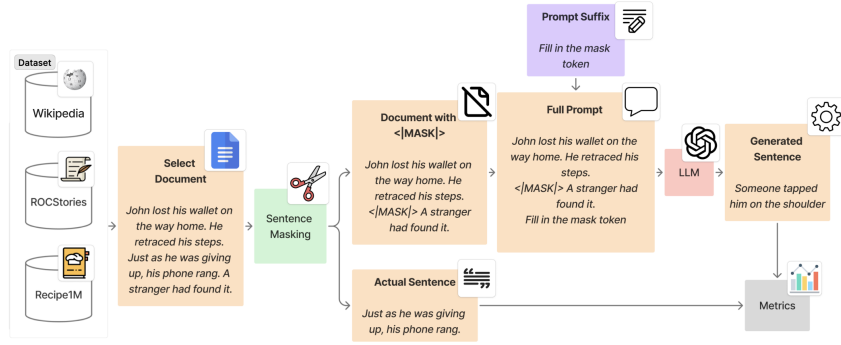 Dataset
Wikipedia
ROCStories
Recipe1M
Select
Document
John lost his wallet on
the way home. He
retraced his steps.
Just as he was giving
up, his phone rang. A
stranger had found it.
Sentence
Masking
Document with
<|MASK|>
John lost his wallet on
the way home. He
retraced his steps.
<|MASK|> A stranger
had found it.
Actual Sentence
Just as he was giving
up, his phone rang.
Prompt Suffix
Fill in the mask
token
Full Prompt
John lost his wallet on the
way home. He retraced his
steps.
<|MASK|> A stranger had
found it.
Fill in the mask token
LLM
Generated
Sentence
Someone tapped
him on the shoulder
Metrics